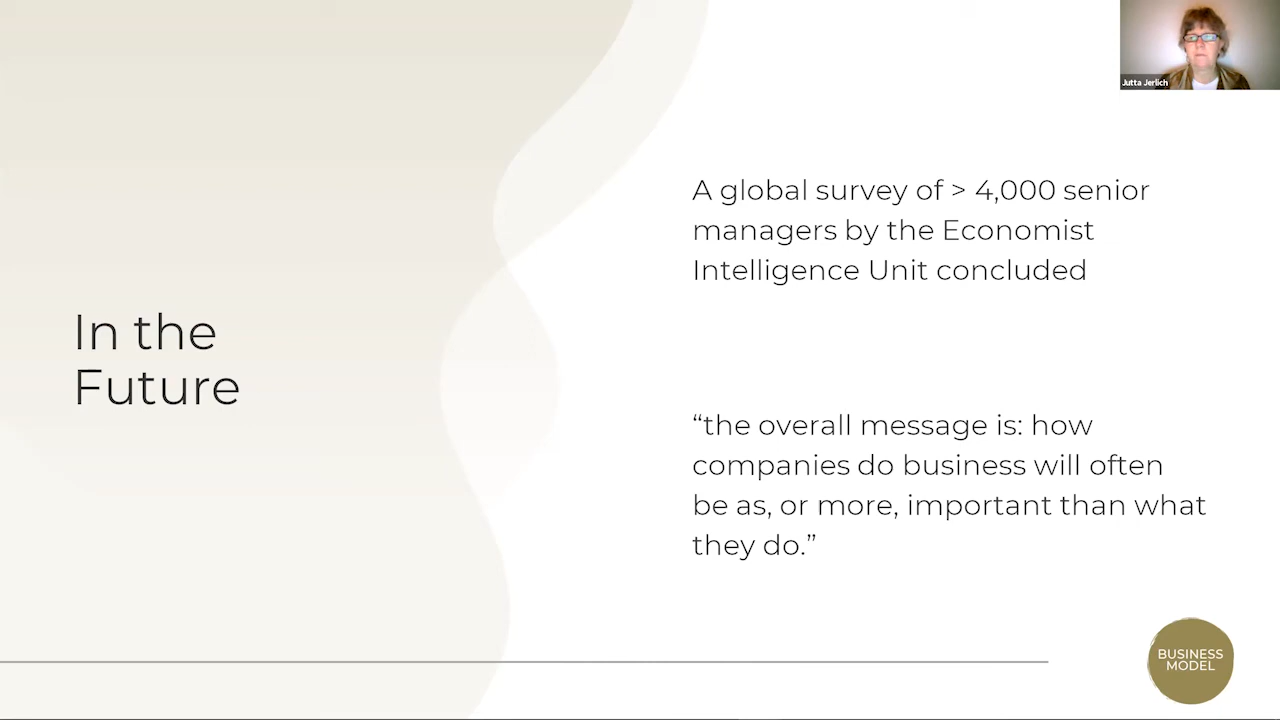 Jutta Jerlich
A global survey of > 4,000 senior
managers by the Economist
Intelligence Unit concluded
In the
Future
“the overall message is: how
companies do business will often
be as, or more, important than what
they do.”
BUSINESS
MODEL